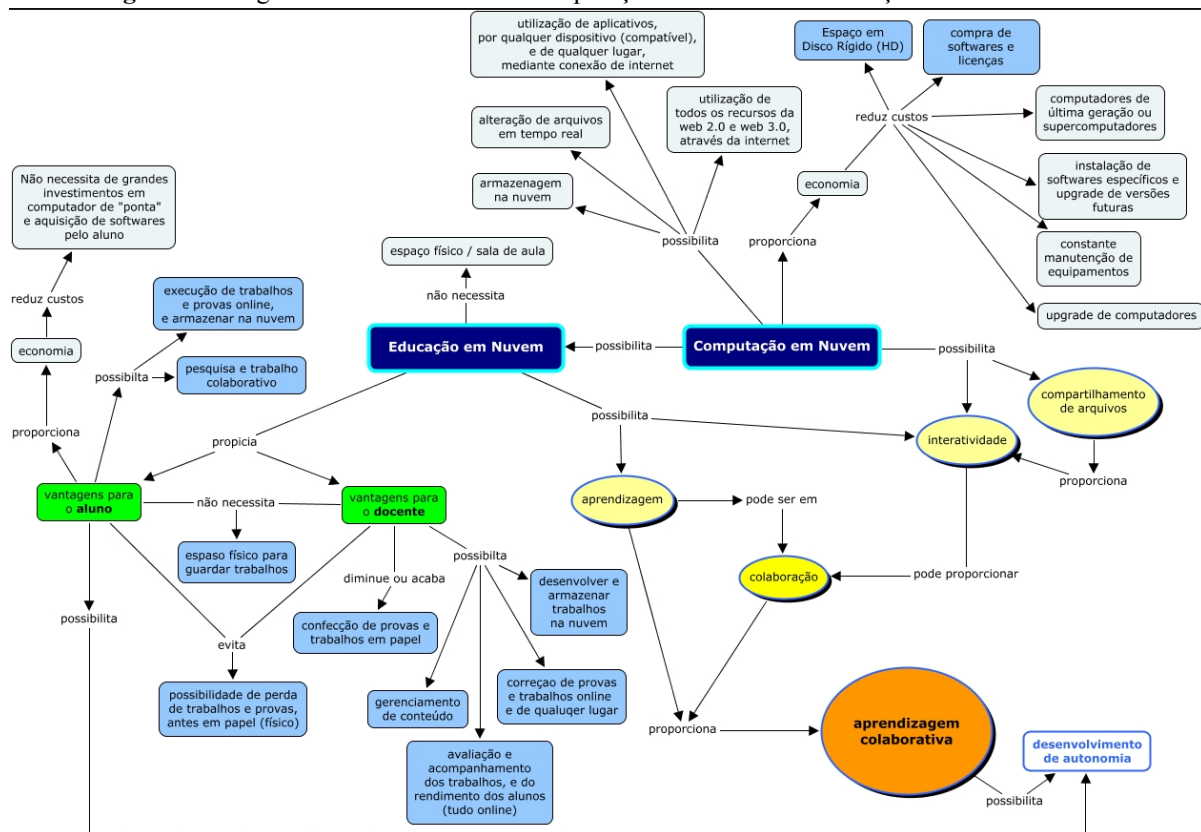 utilização de aplicativos,
por qualquer dispositivo (compatível),
e de qualquer lugar,
mediante conexão de internet
Espaço em
Disco Rígido (HD)
compra de
softwares e
licenças
alteração de arquivos
em tempo real
utilização de
todos os recursos da
web 2.0 e web 3.0,
através da internet
reduz custos
computadores de
última geração ou
supercomputadores
Não necessita de grandes
investimentos em
computador de "ponta"
e aquisição de softwares
pelo aluno
armazenagem
na nuvem
economia
instalação de
softwares específicos e
upgrade de versões
futuras
espaço físico / sala de aula
possibilita
proporciona
constante
manutenção de
equipamentos
reduz custos
execução de trabalhos
e provas online,
e armazenar na nuvem
não necessita
upgrade de computadores
economia
Educação em Nuvem
possibilita
Computação em Nuvem
possibilita
possibilta
pesquisa e trabalho
colaborativo
compartilhamento
de arquivos
proporciona
propicia
possibilita
interatividade
proporciona
vantagens para
o aluno
não necessita
vantagens para
o docente
aprendizagem
pode ser em
espaso físico para
guardar trabalhos
possibilta
diminue ou acaba
desenvolver e
armazenar
trabalhos
na nuvem
colaboração
pode proporcionar
possibilita
confecção de provas e
trabalhos em papel
evita
possibilidade de perda
de trabalhos e provas,
antes em papel (físico)
gerenciamento
de conteúdo
correçao de provas
e trabalhos online
e de qualuqer lugar
proporciona
aprendizagem
colaborativa
avaliação e
acompanhamento
dos trabalhos, e do
rendimento dos alunos
(tudo online)
desenvolvimento
de autonomia
possibilita